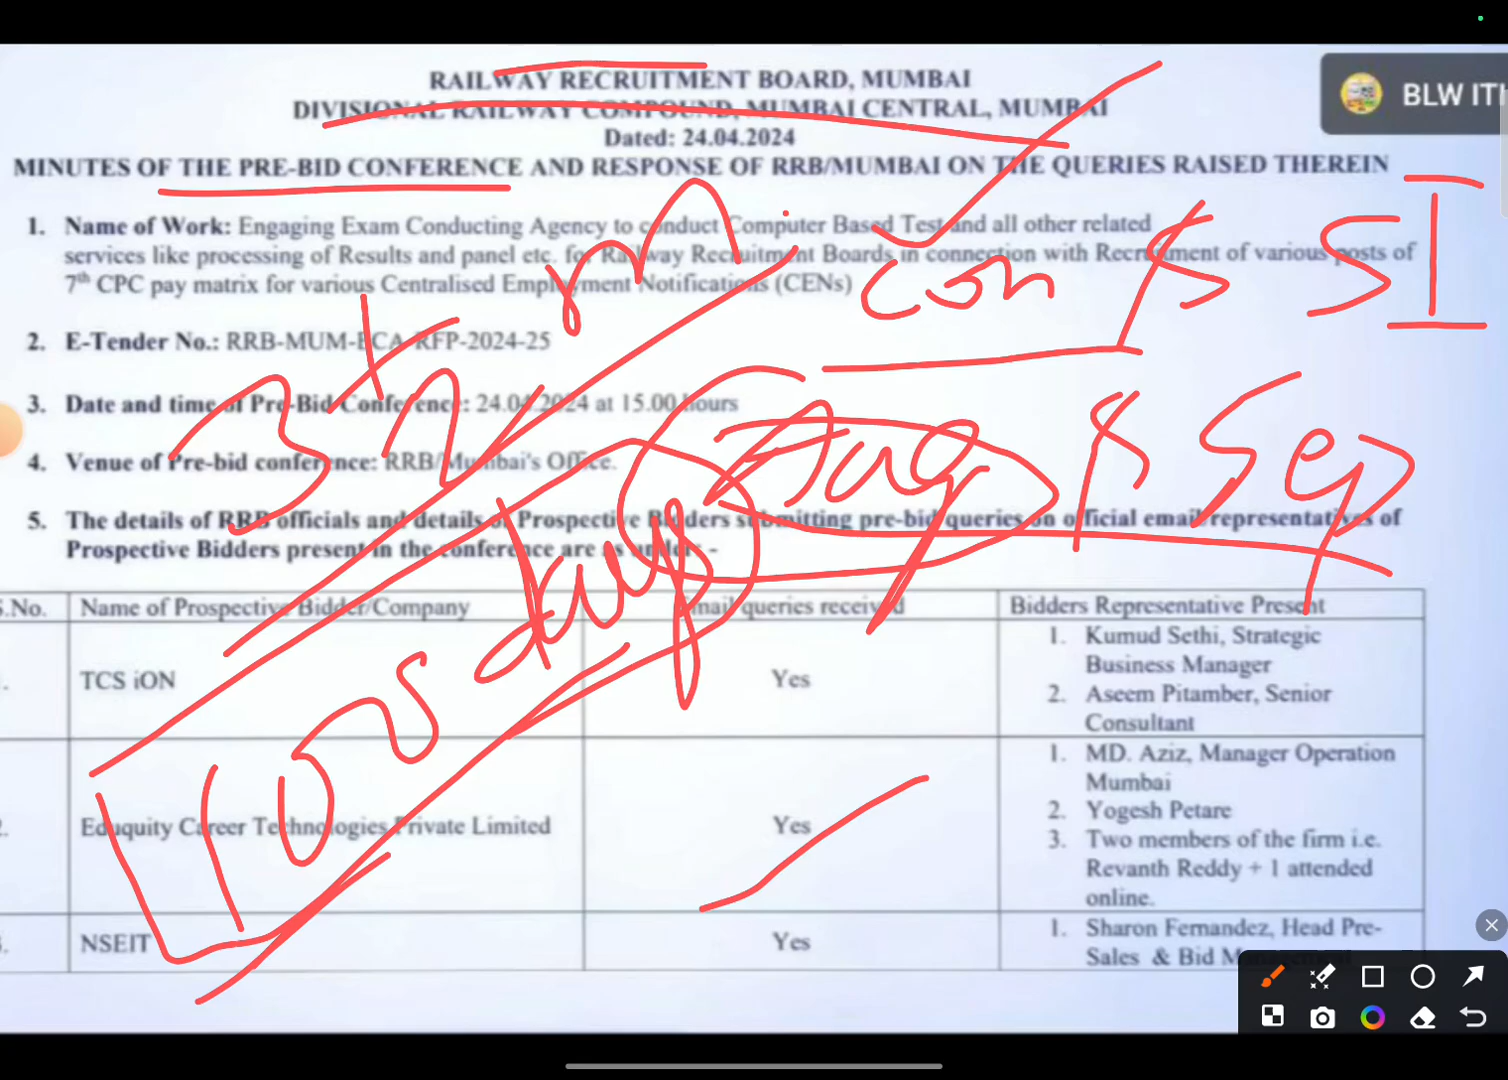 RAILWAY RECRUITMENT BOARD, MUMBAI
DIVISIONAL RAILWAY COMPOUND, MUMBAI CENTRAL, MUMBAI
Dated: 24.04.2024
MINUTES OF THE PRE-BID CONFERENCE AND RESPONSE OF RRB/MUMBAI ON THE QUERIES RAISED THEREIN
BLW ITI
1. Name of Work: Engaging Exam Conducting Agency to conduct Computer Based Test and all other related
services like processing of Results and panel etc. for Railway Recruitment Boards in connection with Recruitment of various posts of
7th CPC pay matrix for various Centralised Employment Notifications (CENs)
con & SI
2. E-Tender No.: RRB-MUM-ECA-RFP-2024-25
3. Date and time of Pre-Bid Conference: 24.04.2024 at 15.00 hours
4. Venue of Pre-bid conference: RRB/Mumbai's Office.
Aug & Sep
5. The details of RRB officials and details of Prospective Bidders submitting pre-bid queries on official email/representatives of
Prospective Bidders present in the conference are as under: -
days
S.No. Name of Prospective Bidder/Company Email queries received Bidders Representative Present
TCS iON Yes 1. Kumud Sethi, Strategic
Business Manager
2. Aseem Pitamber, Senior
Consultant
Eduquity Career Technologies Private Limited Yes 1. MD. Aziz, Manager Operation
Mumbai
2. Yogesh Petare
3. Two members of the firm i.e.
Revanth Reddy + 1 attended
online.
NSEIT Yes 1. Sharon Fernandez, Head Pre-
Sales & Bid